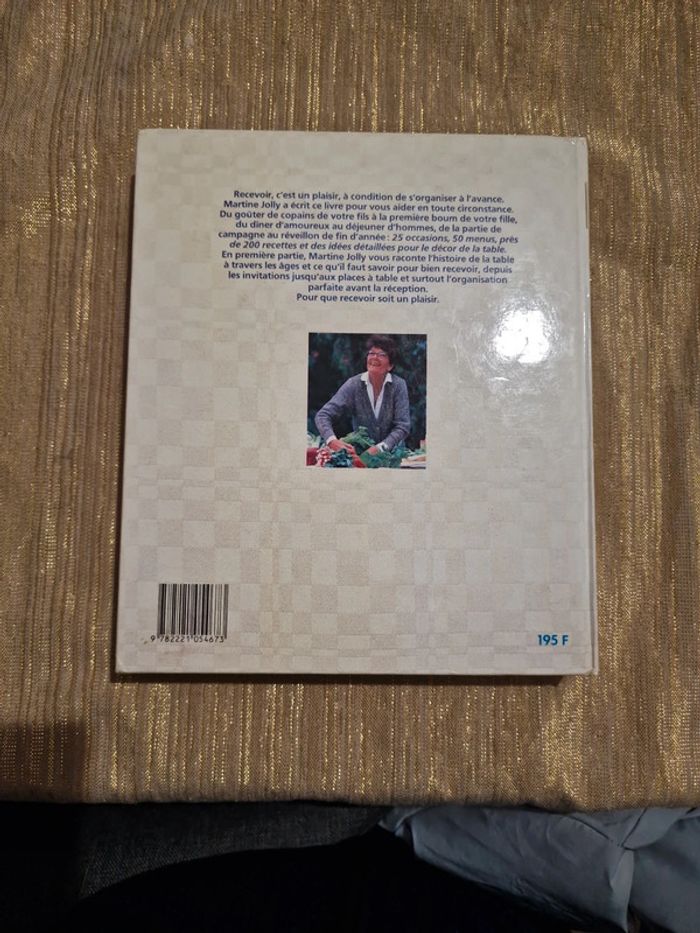 Recevoir, c'est un plaisir, à condition de s'organiser à l'avance.
Martine Jolly a écrit ce livre pour vous aider en toute circonstance.
Du goûter de copains de votre fils à la première boum de votre fille,
du dîner d'amoureux au déjeuner d'hommes, de la partie de
campagne au réveillon de fin d'année : 25 occasions, 50 menus, près
de 200 recettes et des idées détaillées pour le décor de la table.
En première partie, Martine Jolly vous raconte l'histoire de la table
à travers les âges et ce qu'il faut savoir pour bien recevoir, depuis
les invitations jusqu'aux places à table et surtout l'organisation
parfaite avant la réception.
Pour que recevoir soit un plaisir.
9 782221 054673
195 F